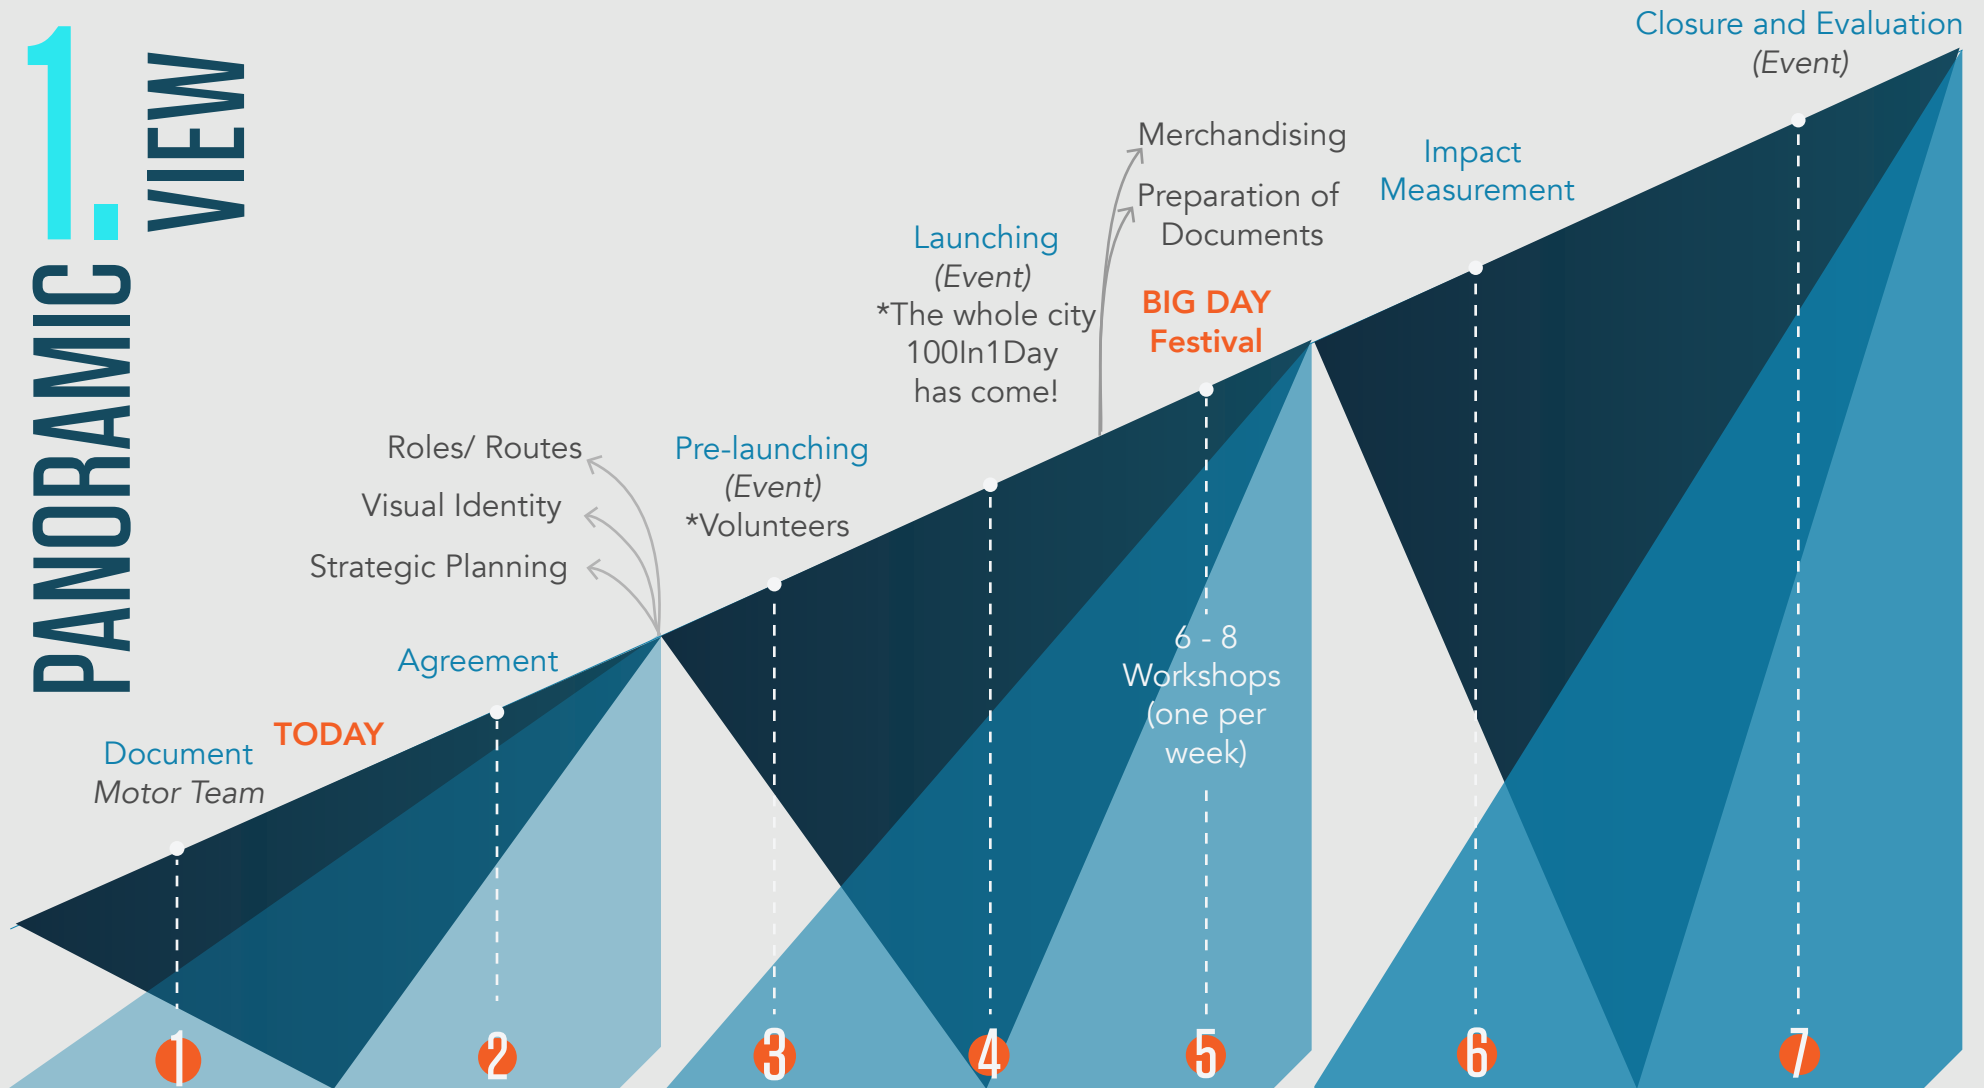 1.
PANORAMIC
VIEW
Document
Motor Team
TODAY
Agreement
Roles/ Routes
Visual Identity
Strategic Planning
Pre-launching
(Event)
*Volunteers
Launching
(Event)
*The whole city
100In1Day
has come!
Merchandising
Preparation of
Documents
BIG DAY
Festival
6 - 8
Workshops
(one per
week)
Impact
Measurement
Closure and Evaluation
(Event)
1
2
3
4
5
6
7